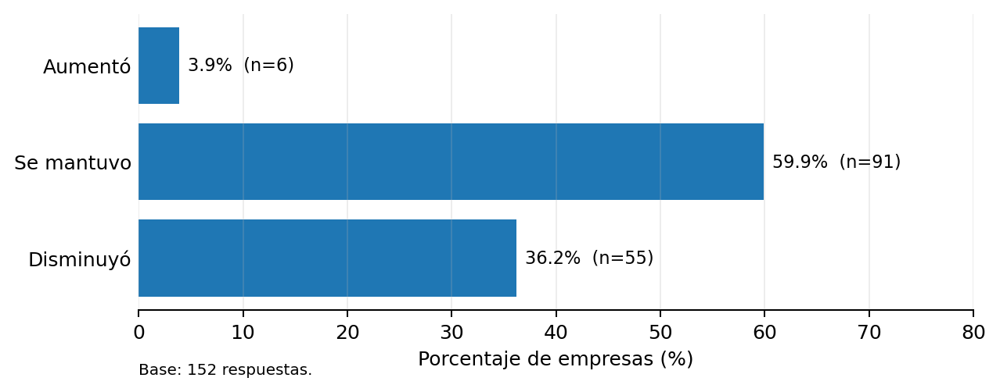 Aumentó
3.9%  (n=6)
Se mantuvo
59.9%  (n=91)
Disminuyó
36.2%  (n=55)
0 10 20 30 40 50 60 70 80
Porcentaje de empresas (%)
Base: 152 respuestas.